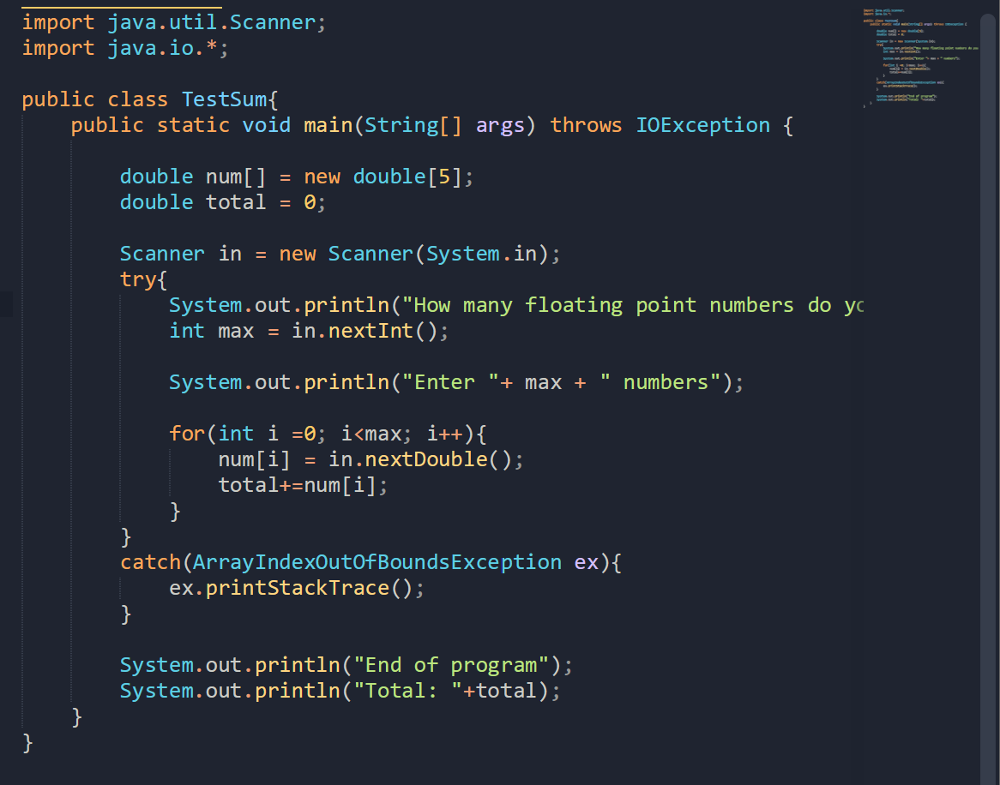 import java.util.Scanner;
import java.io.*;
public class TestSum{
public static void main(String[] args) throws IOException {
double num[] = new double[5];
double total = 0;
Scanner in = new Scanner(System.in);
try{
System.out.println("How many floating point numbers do
int max = in.nextInt();
System.out.println("Enter "+ max + " numbers");
for(int i =0; i<max; i++){
num[i] = in.nextDouble();
total+=num[i];
}
}
catch(ArrayIndexOutOfBoundsException ex){
ex.printStackTrace();
}
System.out.println("End of program");
System.out.println("Total: "+total);
}
}